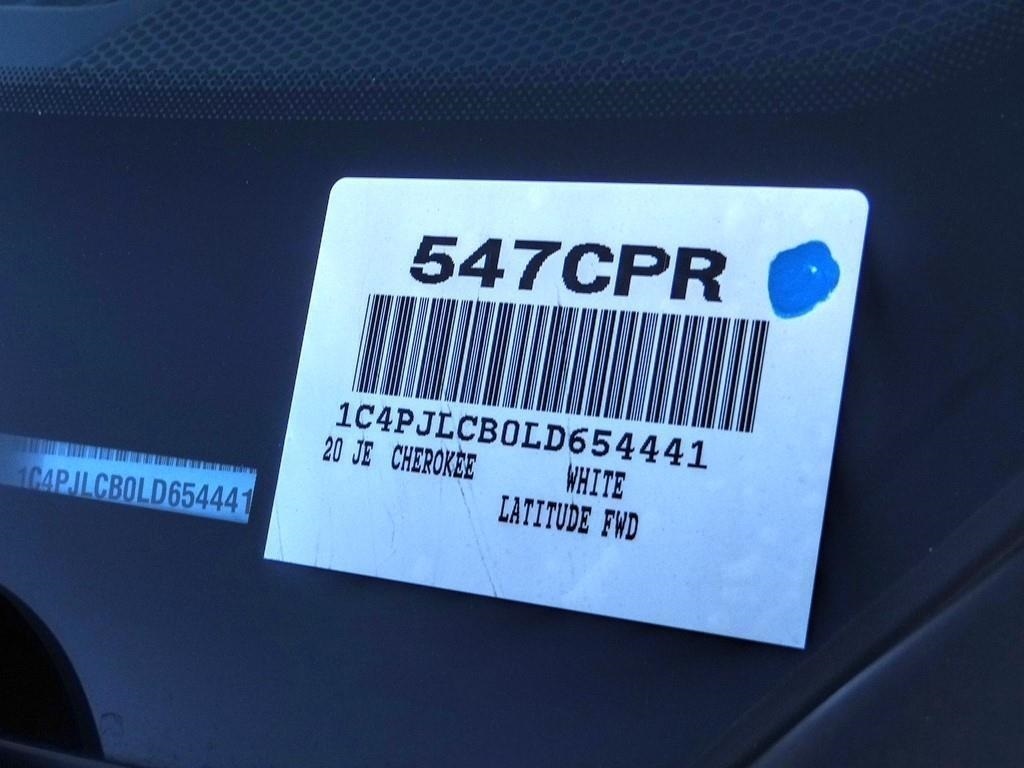 547CPR
1C4PJLCB0LD654441
20 JE CHEROKEE WHITE
LATITUDE FWD
1C4PJLCB0LD654441